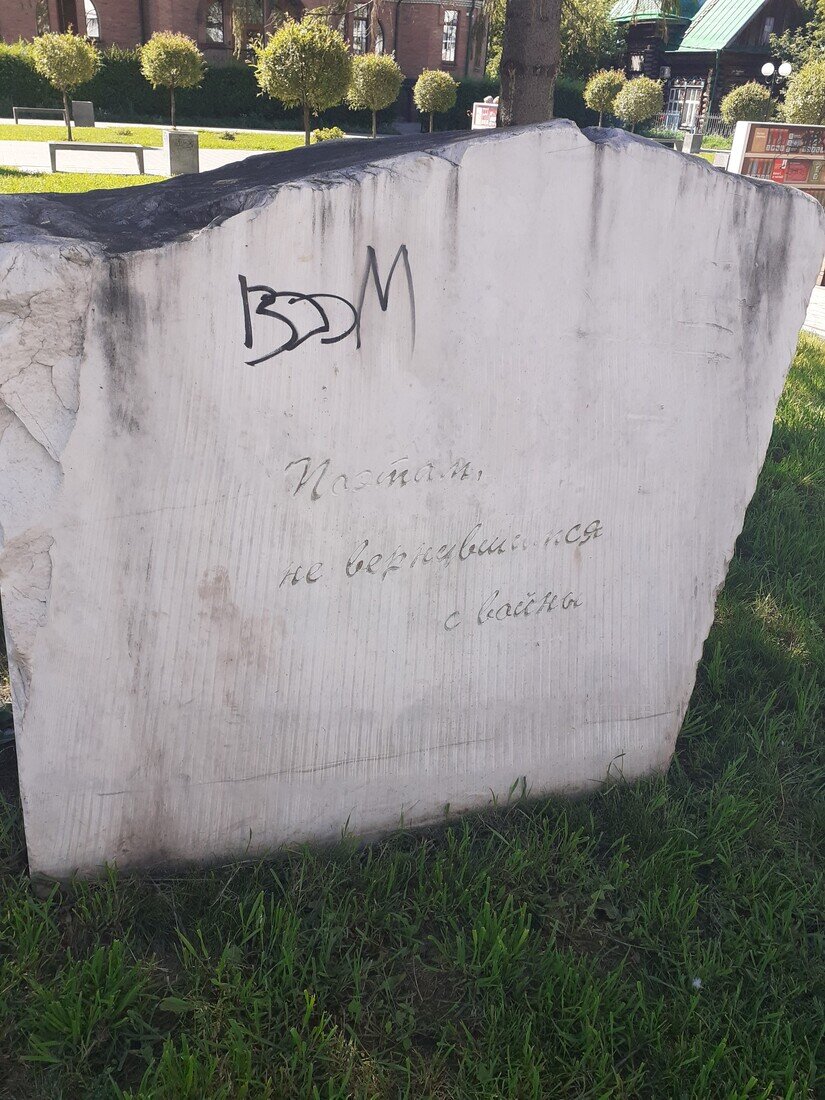 Поэтам,
не вернувшимся
с войны